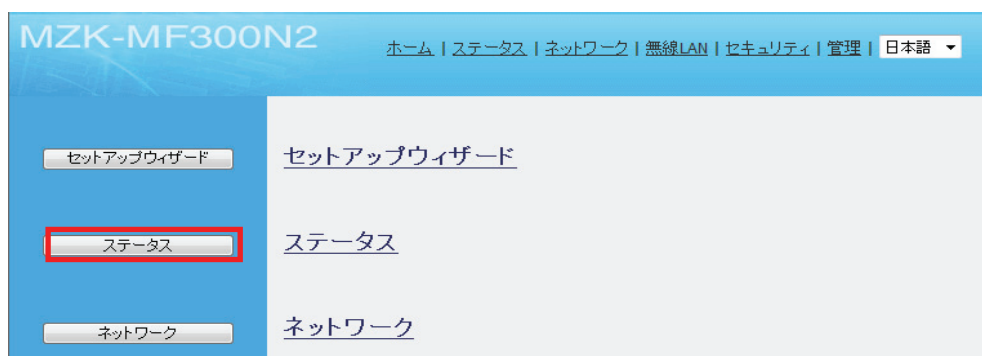 MZK-MF300N2
ホーム | ステータス | ネットワーク | 無線LAN | セキュリティ | 管理 | 日本語
セットアップウィザード セットアップウィザード
ステータス ステータス
ネットワーク ネットワーク